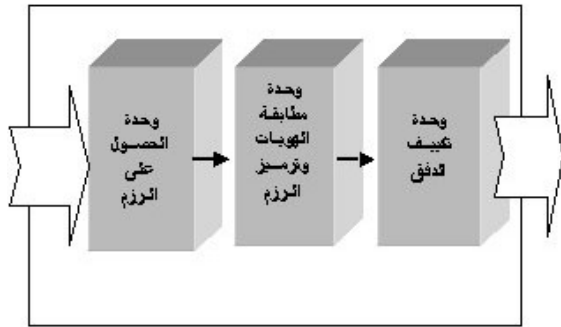 وحدة
الحصول
على
الرزم
وحدة
مطابقة
الهويات
وترميز
الرزم
وحدة
تكييف
الدفق